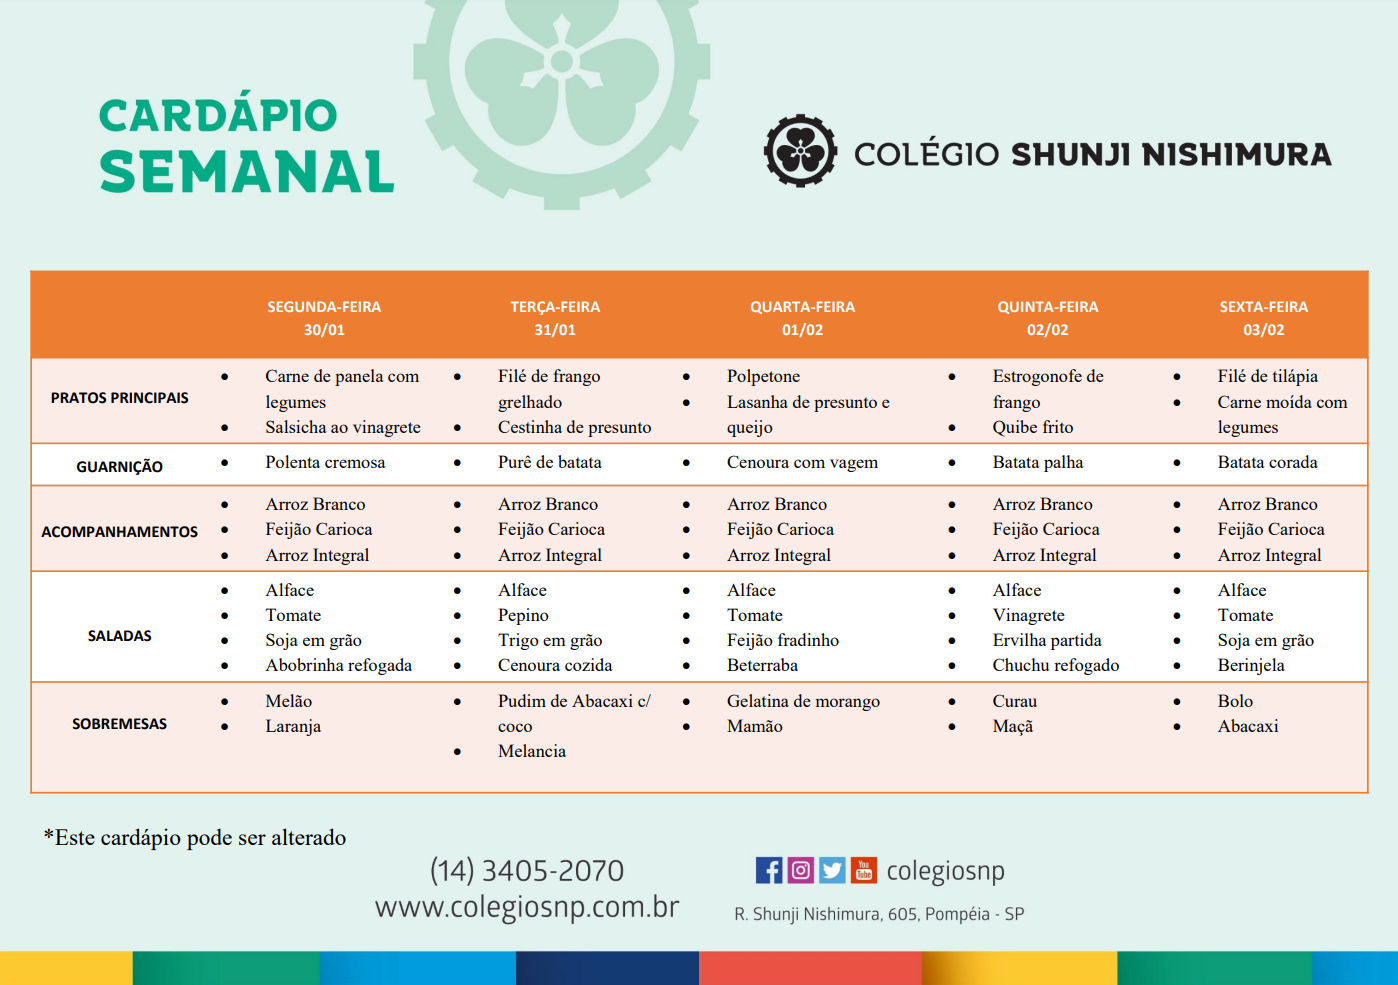 CARDÁPIO
SEMANAL
COLÉGIO SHUNJI NISHIMURA
SEGUNDA-FEIRA
30/01
TERÇA-FEIRA
31/01
QUARTA-FEIRA
01/02
QUINTA-FEIRA
02/02
SEXTA-FEIRA
03/02
PRATOS PRINCIPAIS
• Carne de panela com
legumes
• Salsicha ao vinagrete
• Filé de frango
grelhado
• Cestinha de presunto
• Polpetone
• Lasanha de presunto e
queijo
• Estrogonofe de
frango
• Quibe frito
• Filé de tilápia
• Carne moída com
legumes
GUARNIÇÃO
• Polenta cremosa
• Purê de batata
• Cenoura com vagem
• Batata palha
• Batata corada
ACOMPANHAMENTOS
• Arroz Branco
• Feijão Carioca
• Arroz Integral
• Arroz Branco
• Feijão Carioca
• Arroz Integral
• Arroz Branco
• Feijão Carioca
• Arroz Integral
• Arroz Branco
• Feijão Carioca
• Arroz Integral
• Arroz Branco
• Feijão Carioca
• Arroz Integral
SALADAS
• Alface
• Tomate
• Soja em grão
• Abobrinha refogada
• Alface
• Pepino
• Trigo em grão
• Cenoura cozida
• Alface
• Tomate
• Feijão fradinho
• Beterraba
• Alface
• Vinagrete
• Ervilha partida
• Chuchu refogado
• Alface
• Tomate
• Soja em grão
• Berinjela
SOBREMESAS
• Melão
• Laranja
• Pudim de Abacaxi c/
coco
• Melancia
• Gelatina de morango
• Mamão
• Curau
• Maçã
• Bolo
• Abacaxi
*Este cardápio pode ser alterado
(14) 3405-2070
www.colegiosnp.com.br
You Tube
colegiosnp
R. Shunji Nishimura, 605, Pompéia - SP